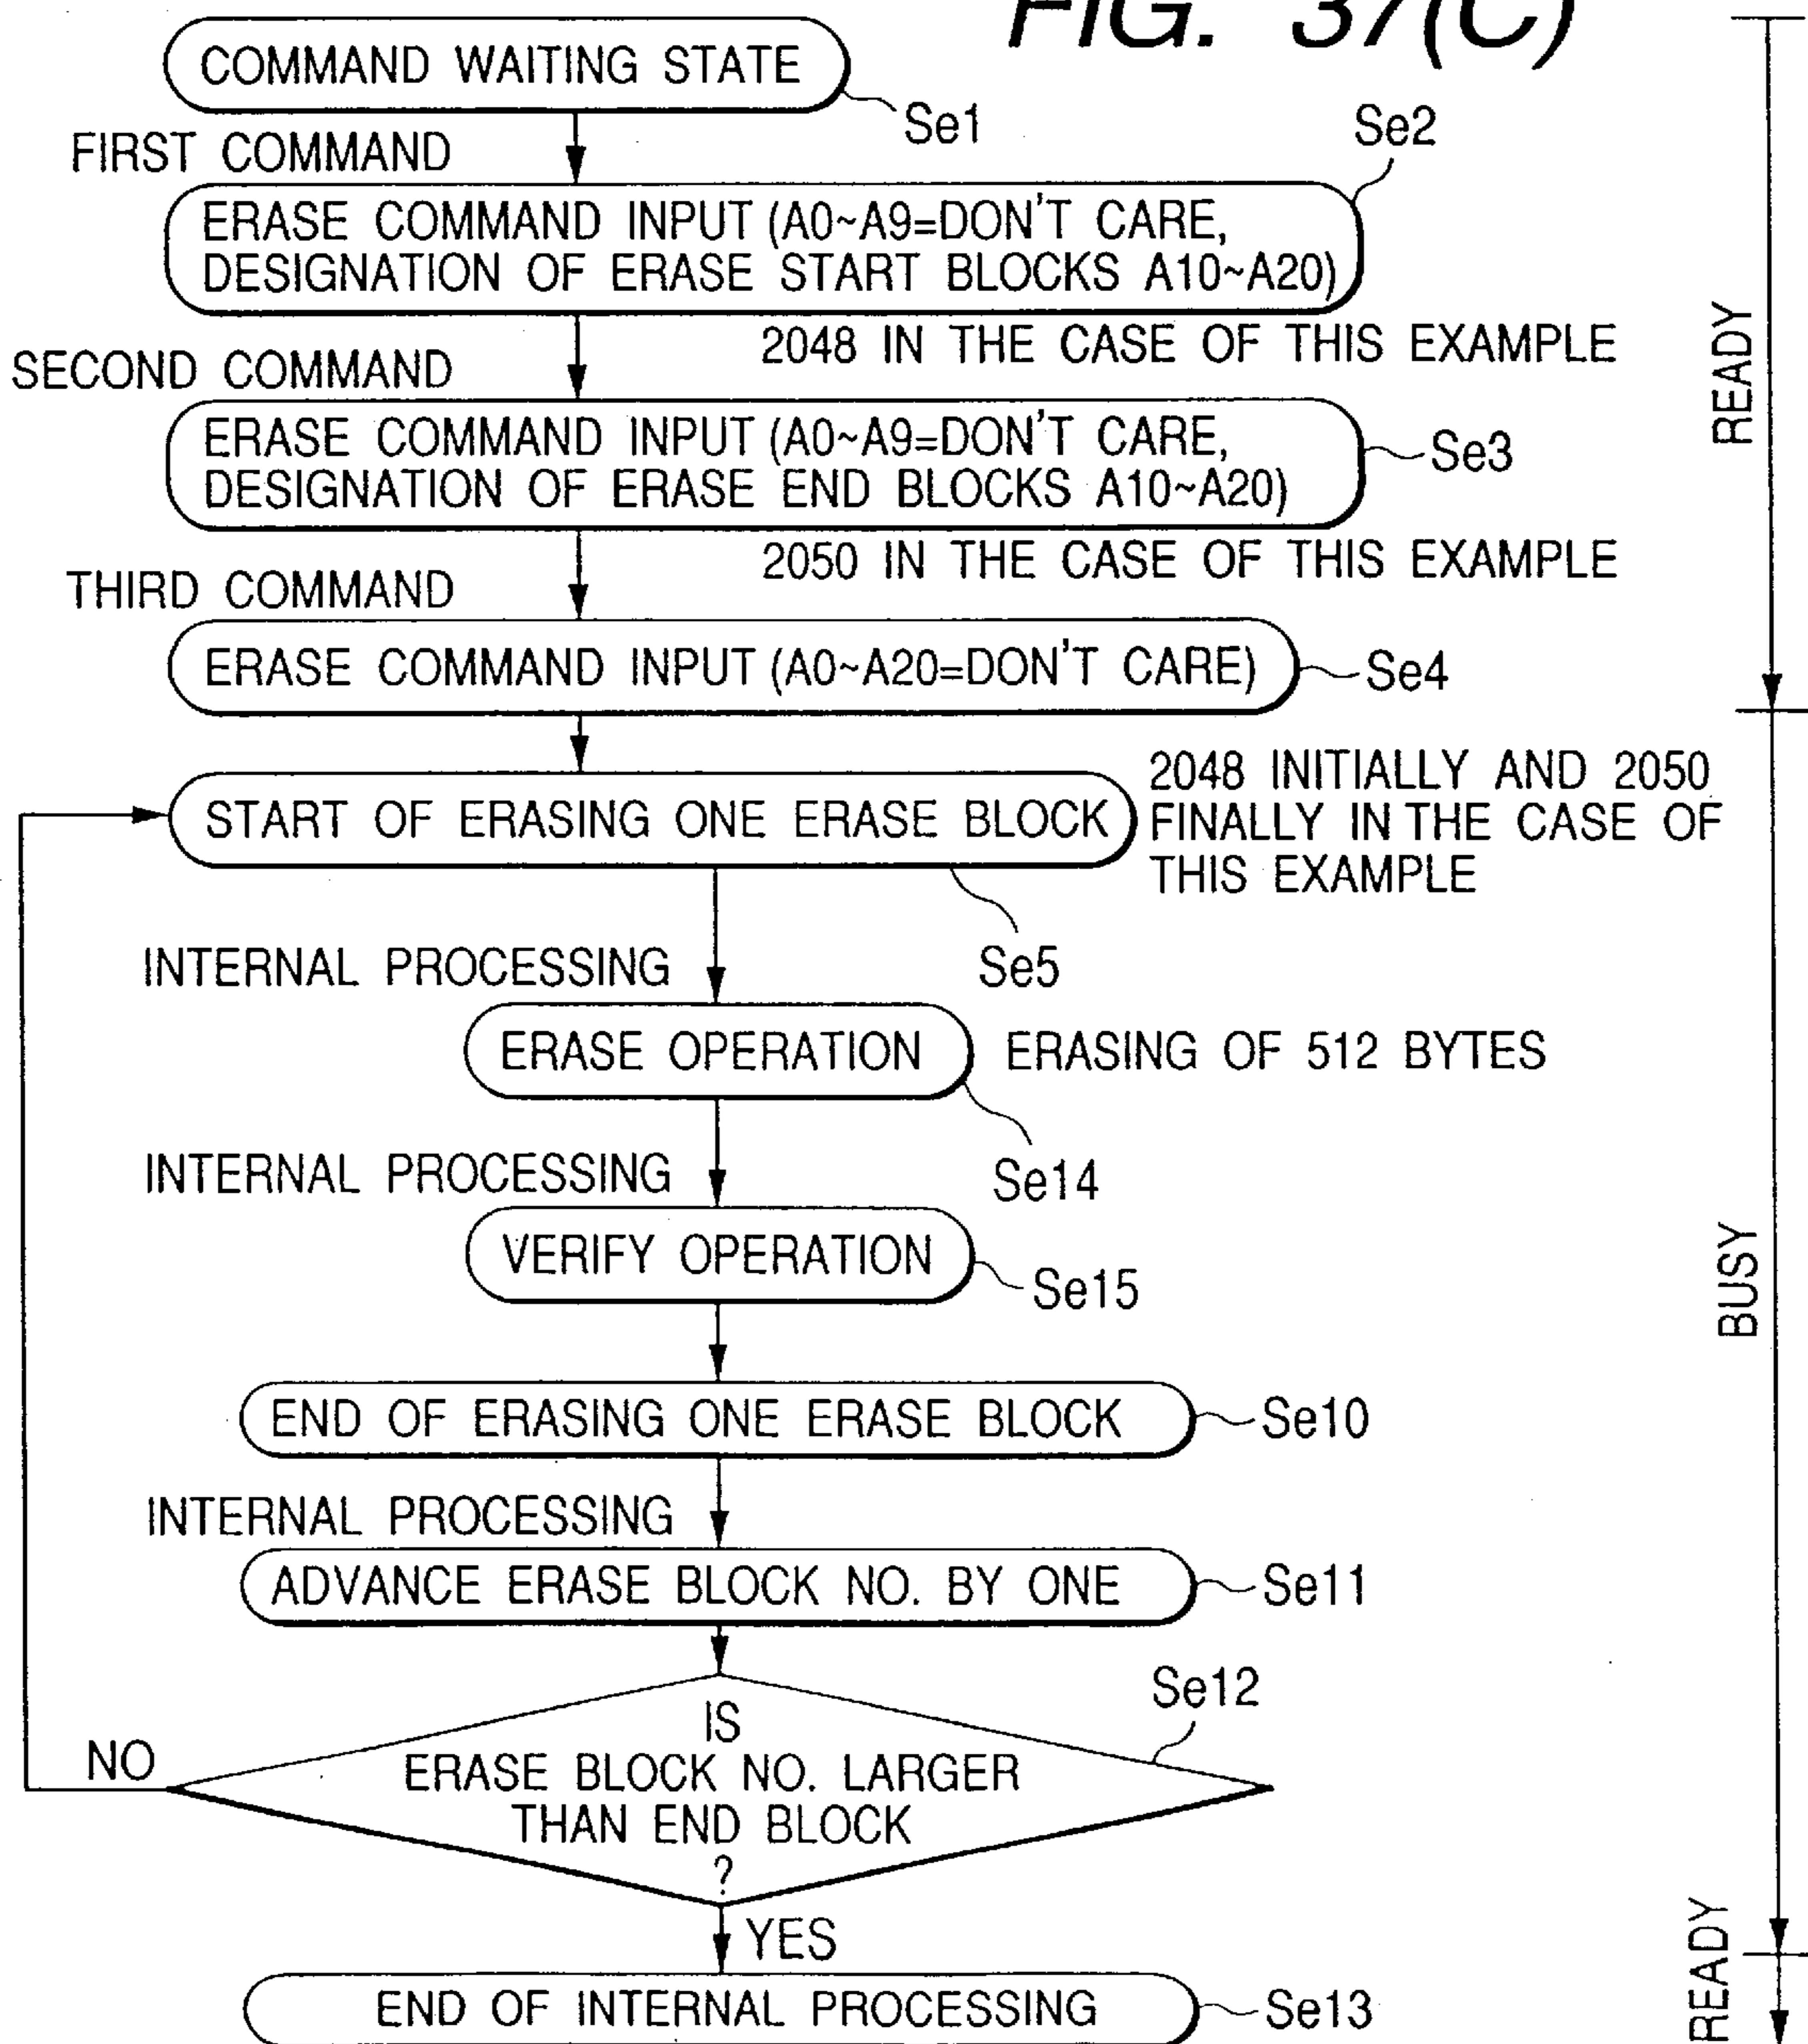 FIG. 37(C)
COMMAND WAITING STATE
Se1
FIRST COMMAND
Se2
ERASE COMMAND INPUT (A0~A9=DON'T CARE,
DESIGNATION OF ERASE START BLOCKS A10~A20)
2048 IN THE CASE OF THIS EXAMPLE
SECOND COMMAND
ERASE COMMAND INPUT (A0~A9=DON'T CARE,
DESIGNATION OF ERASE END BLOCKS A10~A20)
Se3
2050 IN THE CASE OF THIS EXAMPLE
THIRD COMMAND
ERASE COMMAND INPUT (A0~A20=DON'T CARE)
Se4
READY
START OF ERASING ONE ERASE BLOCK
2048 INITIALLY AND 2050
FINALLY IN THE CASE OF
THIS EXAMPLE
Se5
INTERNAL PROCESSING
ERASE OPERATION
ERASING OF 512 BYTES
Se14
INTERNAL PROCESSING
VERIFY OPERATION
Se15
BUSY
END OF ERASING ONE ERASE BLOCK
Se10
INTERNAL PROCESSING
ADVANCE ERASE BLOCK NO. BY ONE
Se11
Se12
IS
ERASE BLOCK NO. LARGER
THAN END BLOCK
?
NO
YES
END OF INTERNAL PROCESSING
Se13
READY